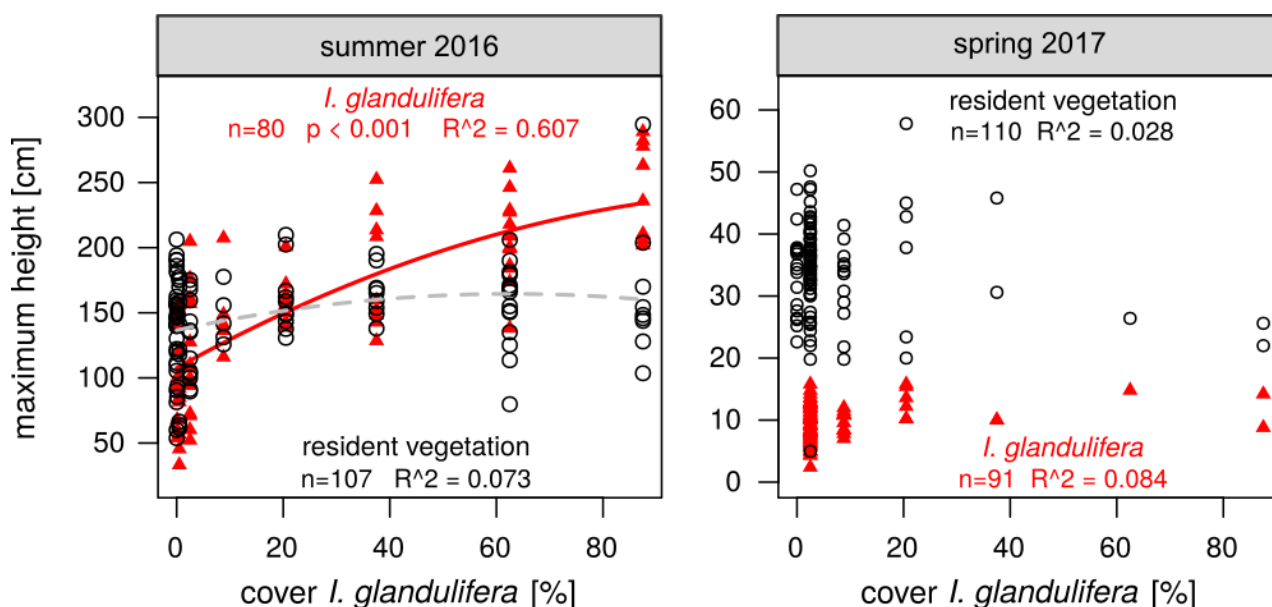 summer 2016
maximum height [cm]
300
250
200
150
100
50
I. glandulifera
n=80 p < 0.001 R^2 = 0.607
resident vegetation
n=107 R^2 = 0.073
0 20 40 60 80
cover I. glandulifera [%]
spring 2017
60
50
40
30
20
10
0
resident vegetation
n=110 R^2 = 0.028
I. glandulifera
n=91 R^2 = 0.084
0 20 40 60 80
cover I. glandulifera [%]